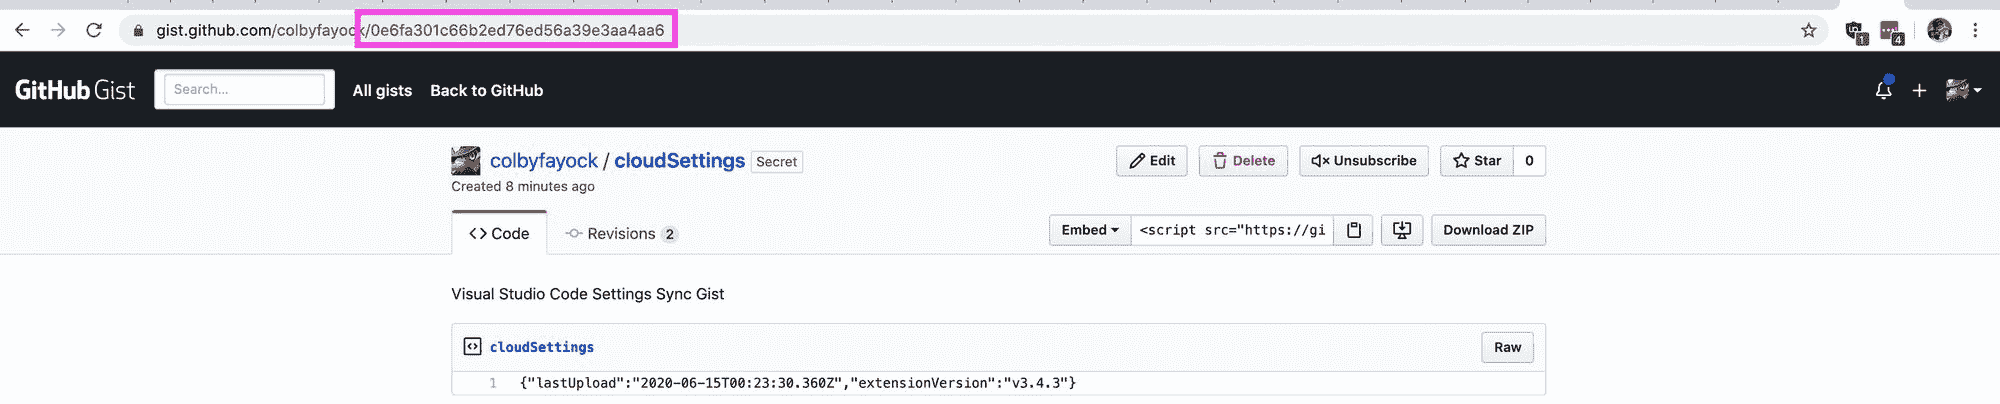 gist.github.com/colbyfayock/0e6fa301c66b2ed76ed56a39e3aa4aa6
1
4
GitHub Gist
Search...
All gists
Back to GitHub
colbyfayock / cloudSettings
Secret
Edit
Delete
Unsubscribe
Star
0
Created 8 minutes ago
Code
Revisions 2
Embed
<script src="https://gi
Download ZIP
Visual Studio Code Settings Sync Gist
cloudSettings
Raw
1 {"lastUpload":"2020-06-15T00:23:30.360Z","extensionVersion":"v3.4.3"}